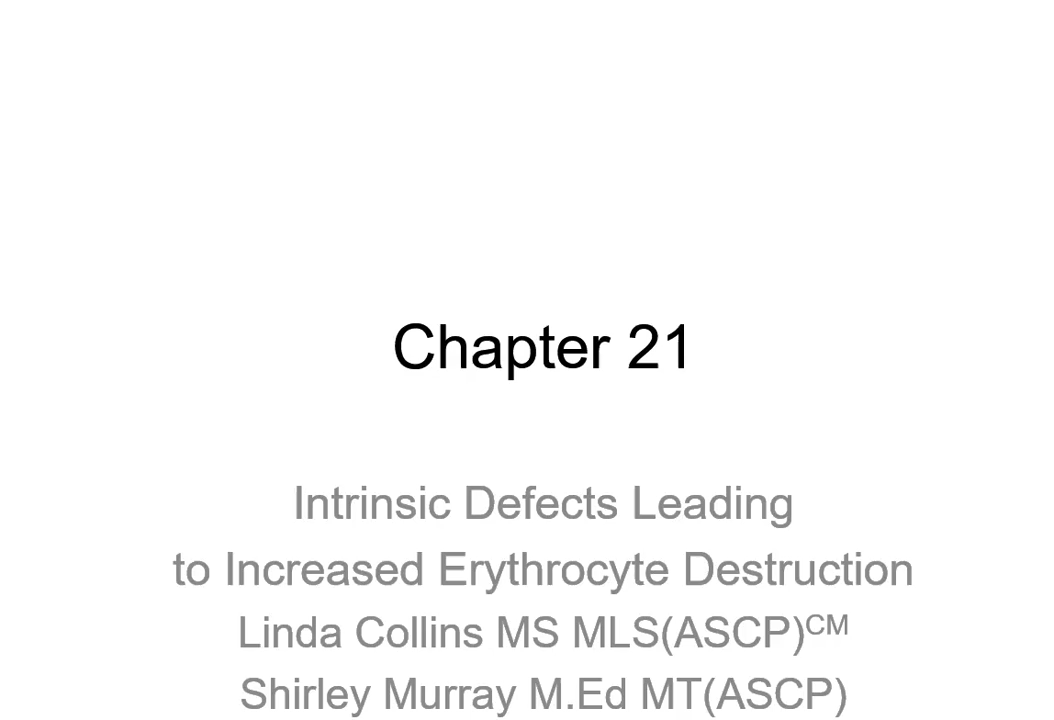 Chapter 21
Intrinsic Defects Leading
to Increased Erythrocyte Destruction
Linda Collins MS MLS(ASCP)ᶜᴹ
Shirley Murray M.Ed MT(ASCP)